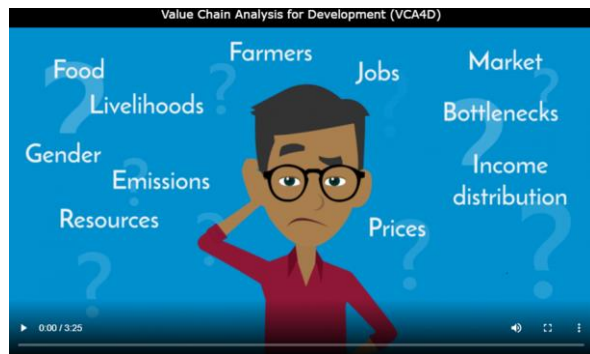 Value Chain Analysis for Development (VCA4D)
Farmers
Food
Jobs
Market
Livelihoods
Bottlenecks
Gender
Emissions
Income
distribution
Resources
Prices
?
?
?
?
?
?
?
?
?
0:00 / 3:25